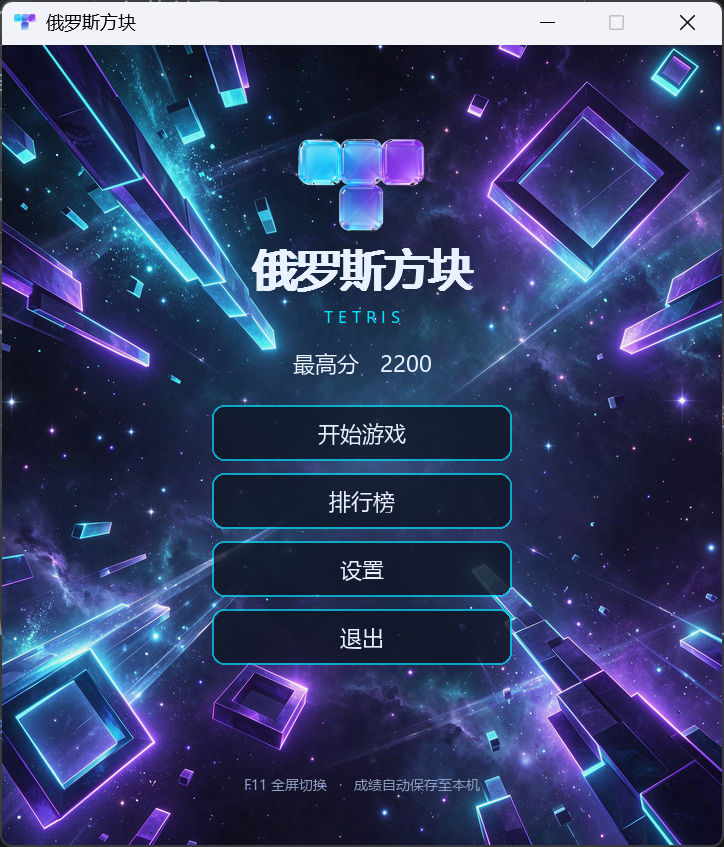 俄罗斯方块
俄罗斯方块
TETRIS
最高分 2200
开始游戏
排行榜
设置
退出
F11 全屏切换 · 成绩自动保存至本机